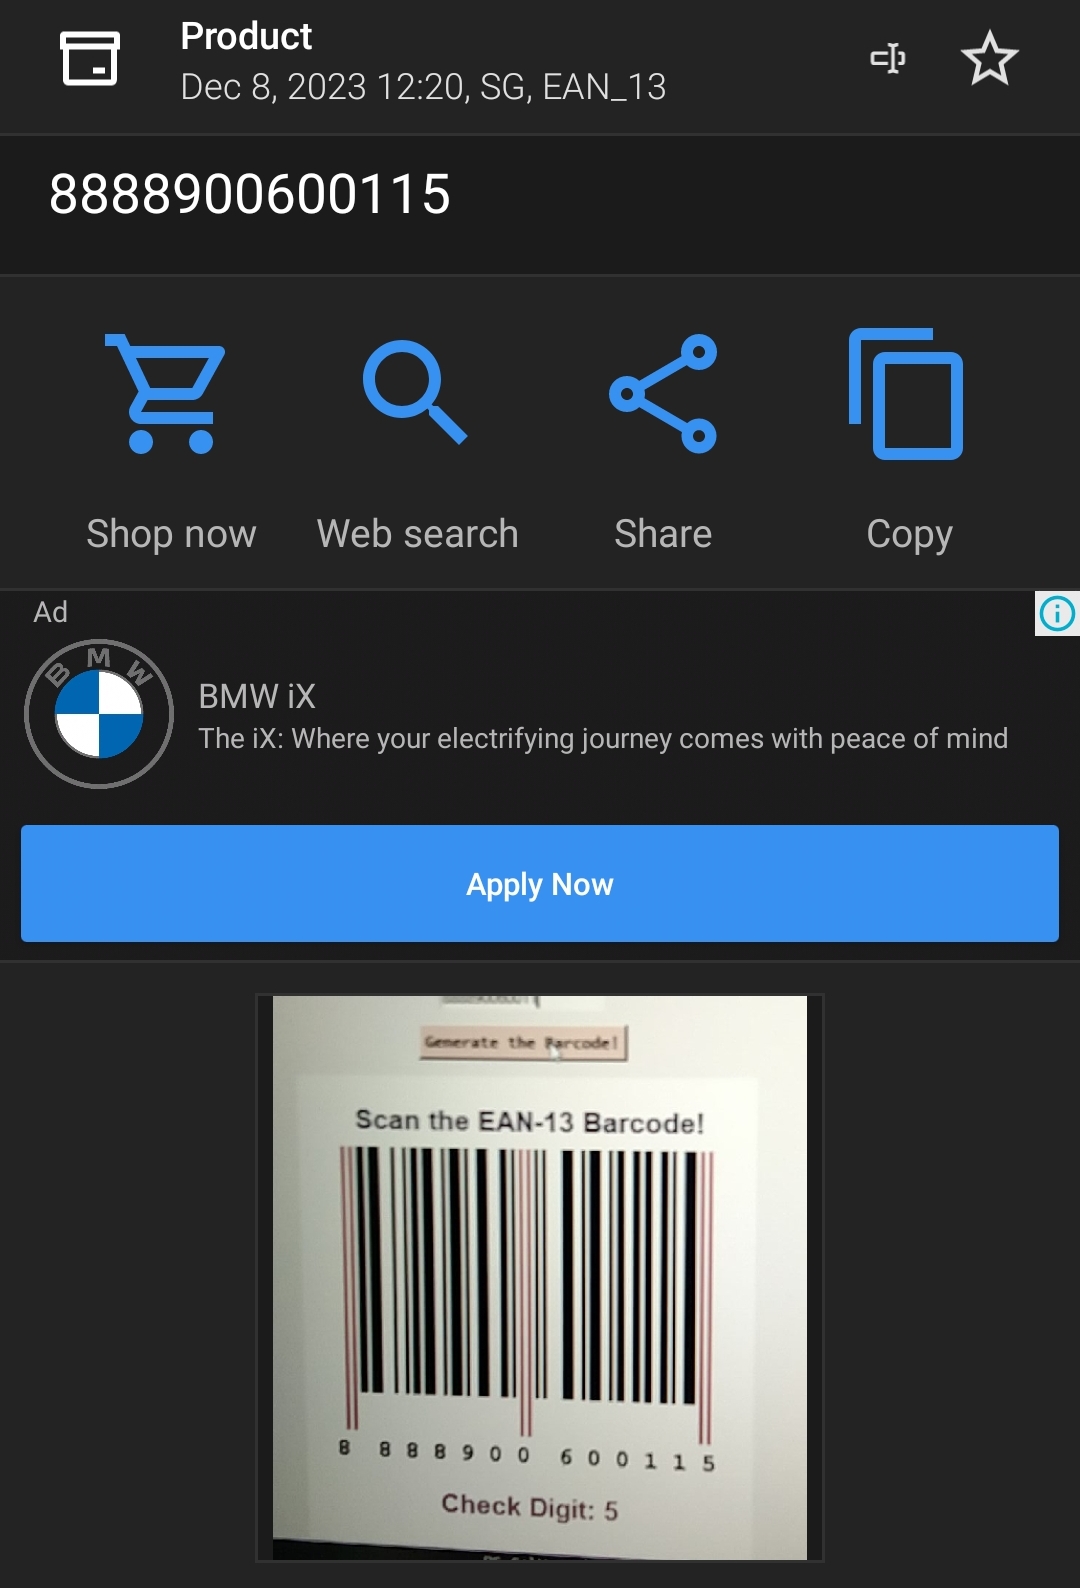 Product
Dec 8, 2023 12:20, SG, EAN_13
8888900600115
Shop now
Web search
Share
Copy
Ad
BMW
BMW iX
The iX: Where your electrifying journey comes with peace of mind
Apply Now
Generate the Barcode!
Scan the EAN-13 Barcode!
8 888900 600115
Check Digit: 5